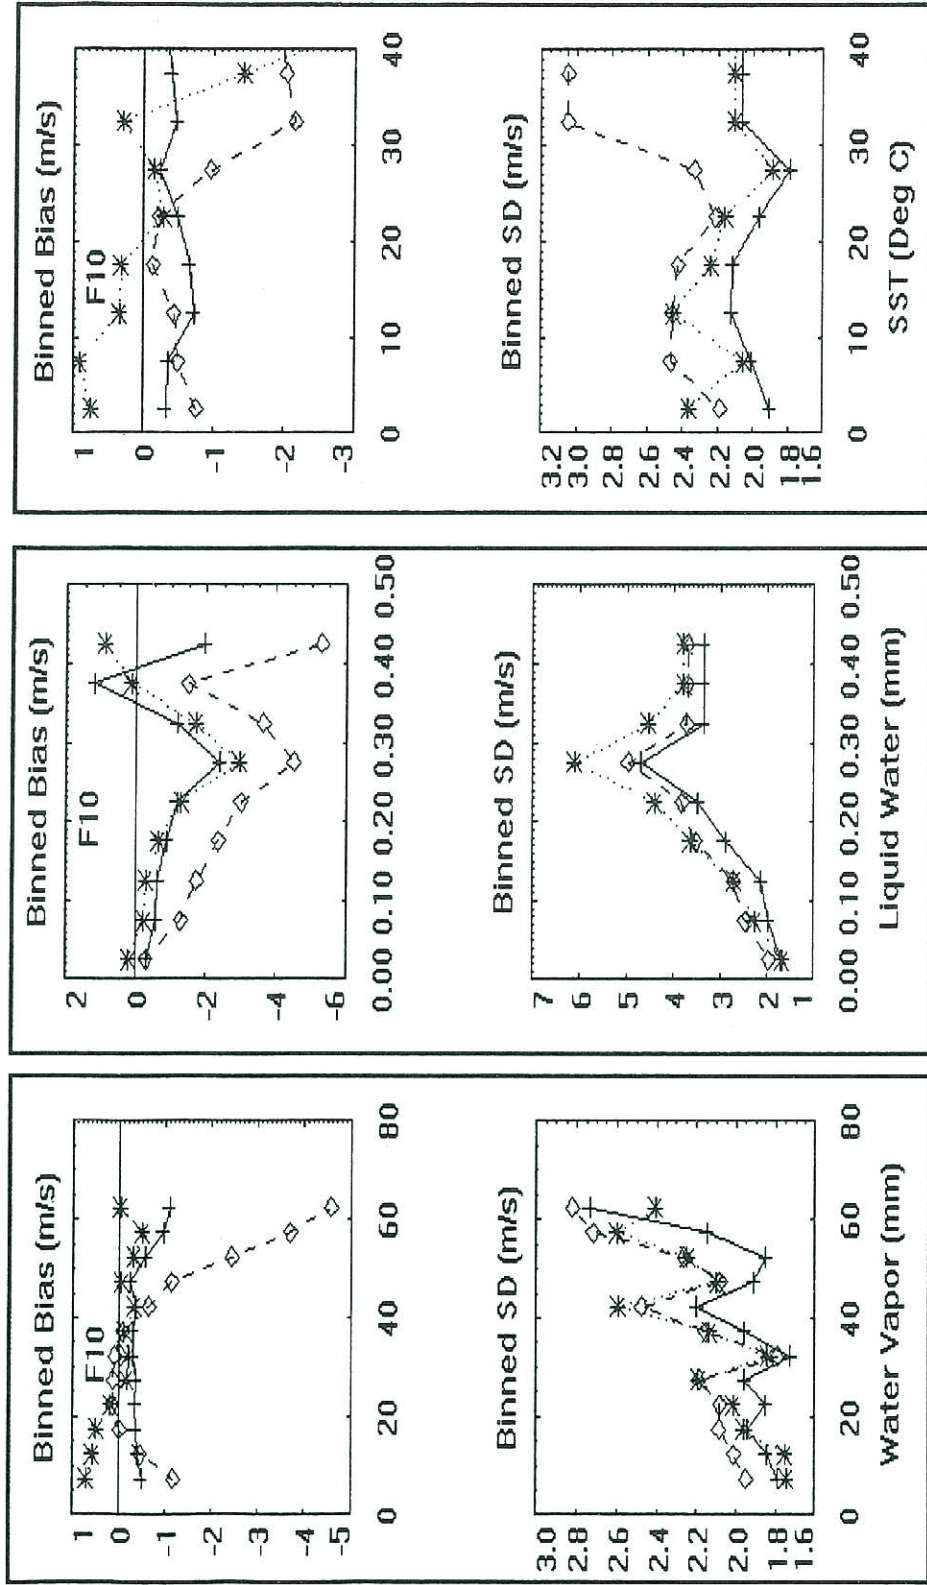 Binned Bias (m/s)
F10
1
0
-1
-2
-3
-4
-5
0 20 40 60 80
Binned SD (m/s)
3.0
2.8
2.6
2.4
2.2
2.0
1.8
1.6
0 20 40 60 80
Water Vapor (mm)
Binned Bias (m/s)
F10
2
0
-2
-4
-6
0.00 0.10 0.20 0.30 0.40 0.50
Binned SD (m/s)
7
6
5
4
3
2
1
0.00 0.10 0.20 0.30 0.40 0.50
Liquid Water (mm)
Binned Bias (m/s)
F10
1
0
-1
-2
-3
0 10 20 30 40
Binned SD (m/s)
3.2
3.0
2.8
2.6
2.4
2.2
2.0
1.8
1.6
0 10 20 30 40
SST (Deg C)